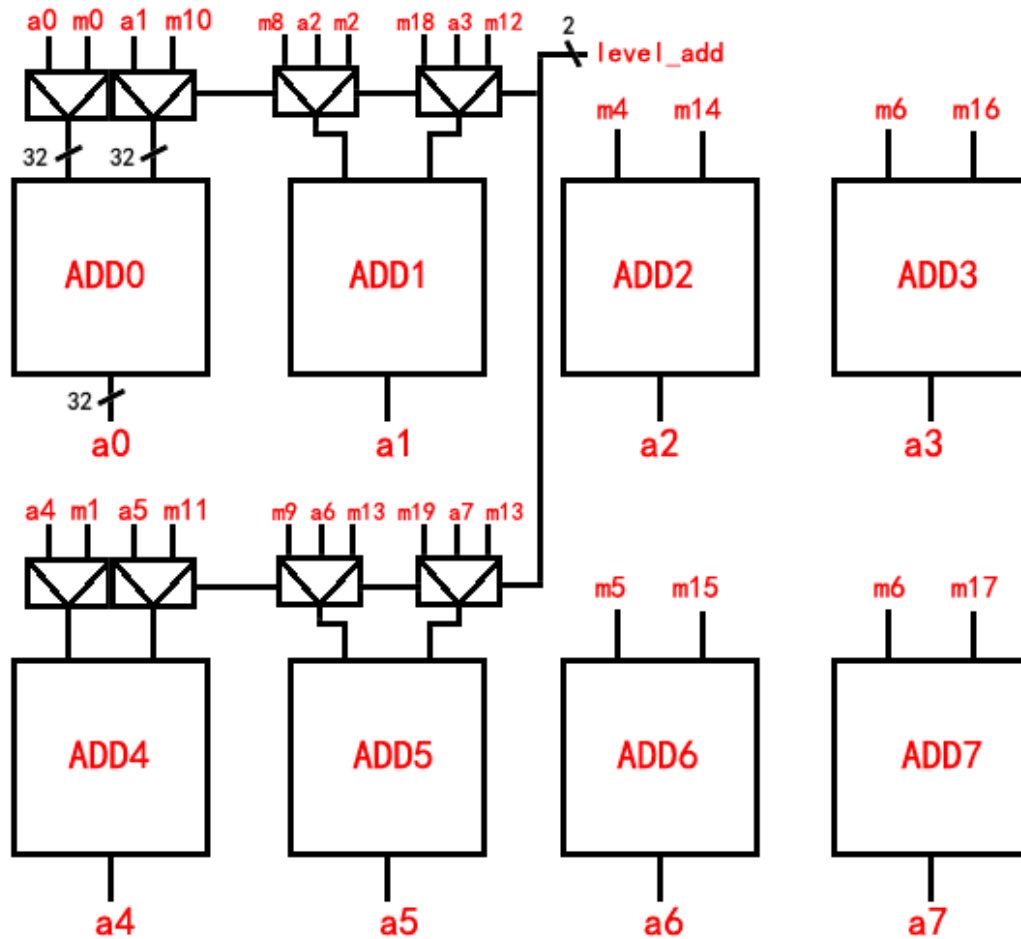 a0 m0 a1 m10 m8 a2 m2 m18 a3 m12 2 level_add
m4 m14 m6 m16
32 32
ADD0 ADD1 ADD2 ADD3
32
a0 a1 a2 a3
a4 m1 a5 m11 m9 a6 m13 m19 a7 m13
m5 m15 m6 m17
ADD4 ADD5 ADD6 ADD7
a4 a5 a6 a7